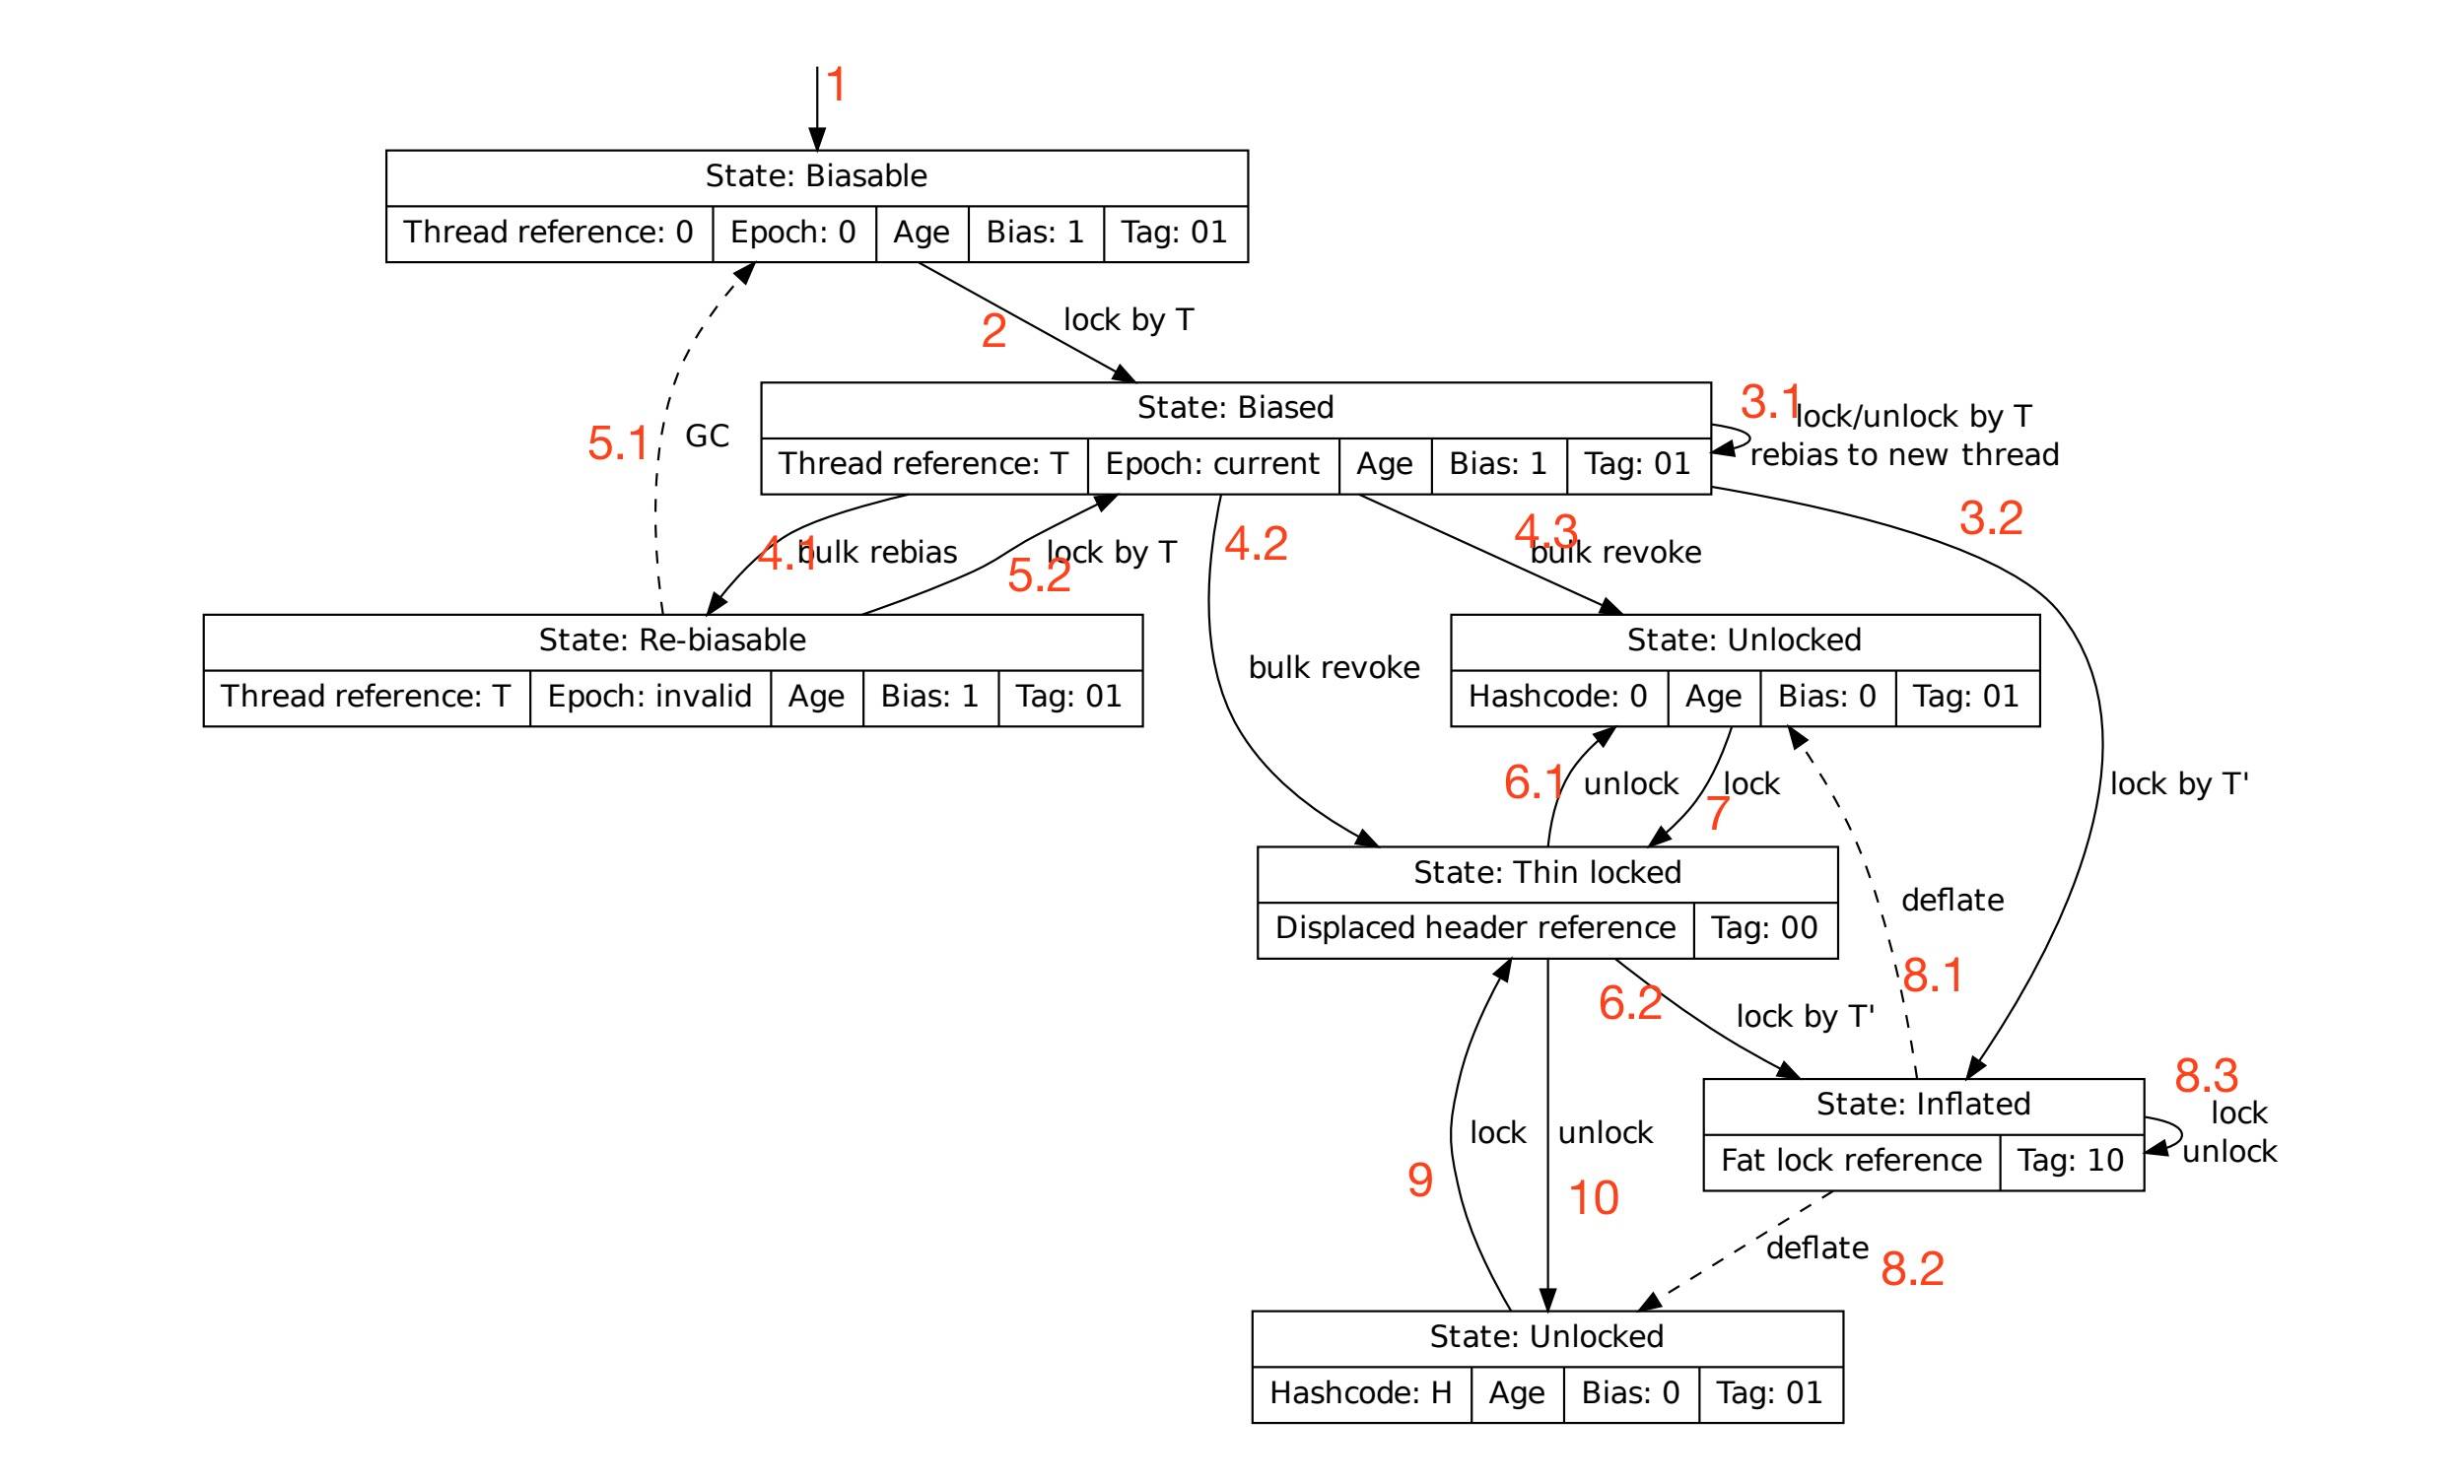 1
State: Biasable
Thread reference: 0 Epoch: 0 Age Bias: 1 Tag: 01
2 lock by T
State: Biased
Thread reference: T Epoch: current Age Bias: 1 Tag: 01
3.1 lock/unlock by T
rebias to new thread
3.2
5.1 GC
4.1 bulk rebias
5.2 lock by T
4.2
4.3 bulk revoke
bulk revoke
State: Re-biasable
Thread reference: T Epoch: invalid Age Bias: 1 Tag: 01
State: Unlocked
Hashcode: 0 Age Bias: 0 Tag: 01
6.1 unlock
7 lock
lock by T'
State: Thin locked
Displaced header reference Tag: 00
deflate
8.1
6.2 lock by T'
State: Inflated
Fat lock reference Tag: 10
8.3
lock
unlock
9 lock
unlock
10
deflate 8.2
State: Unlocked
Hashcode: H Age Bias: 0 Tag: 01